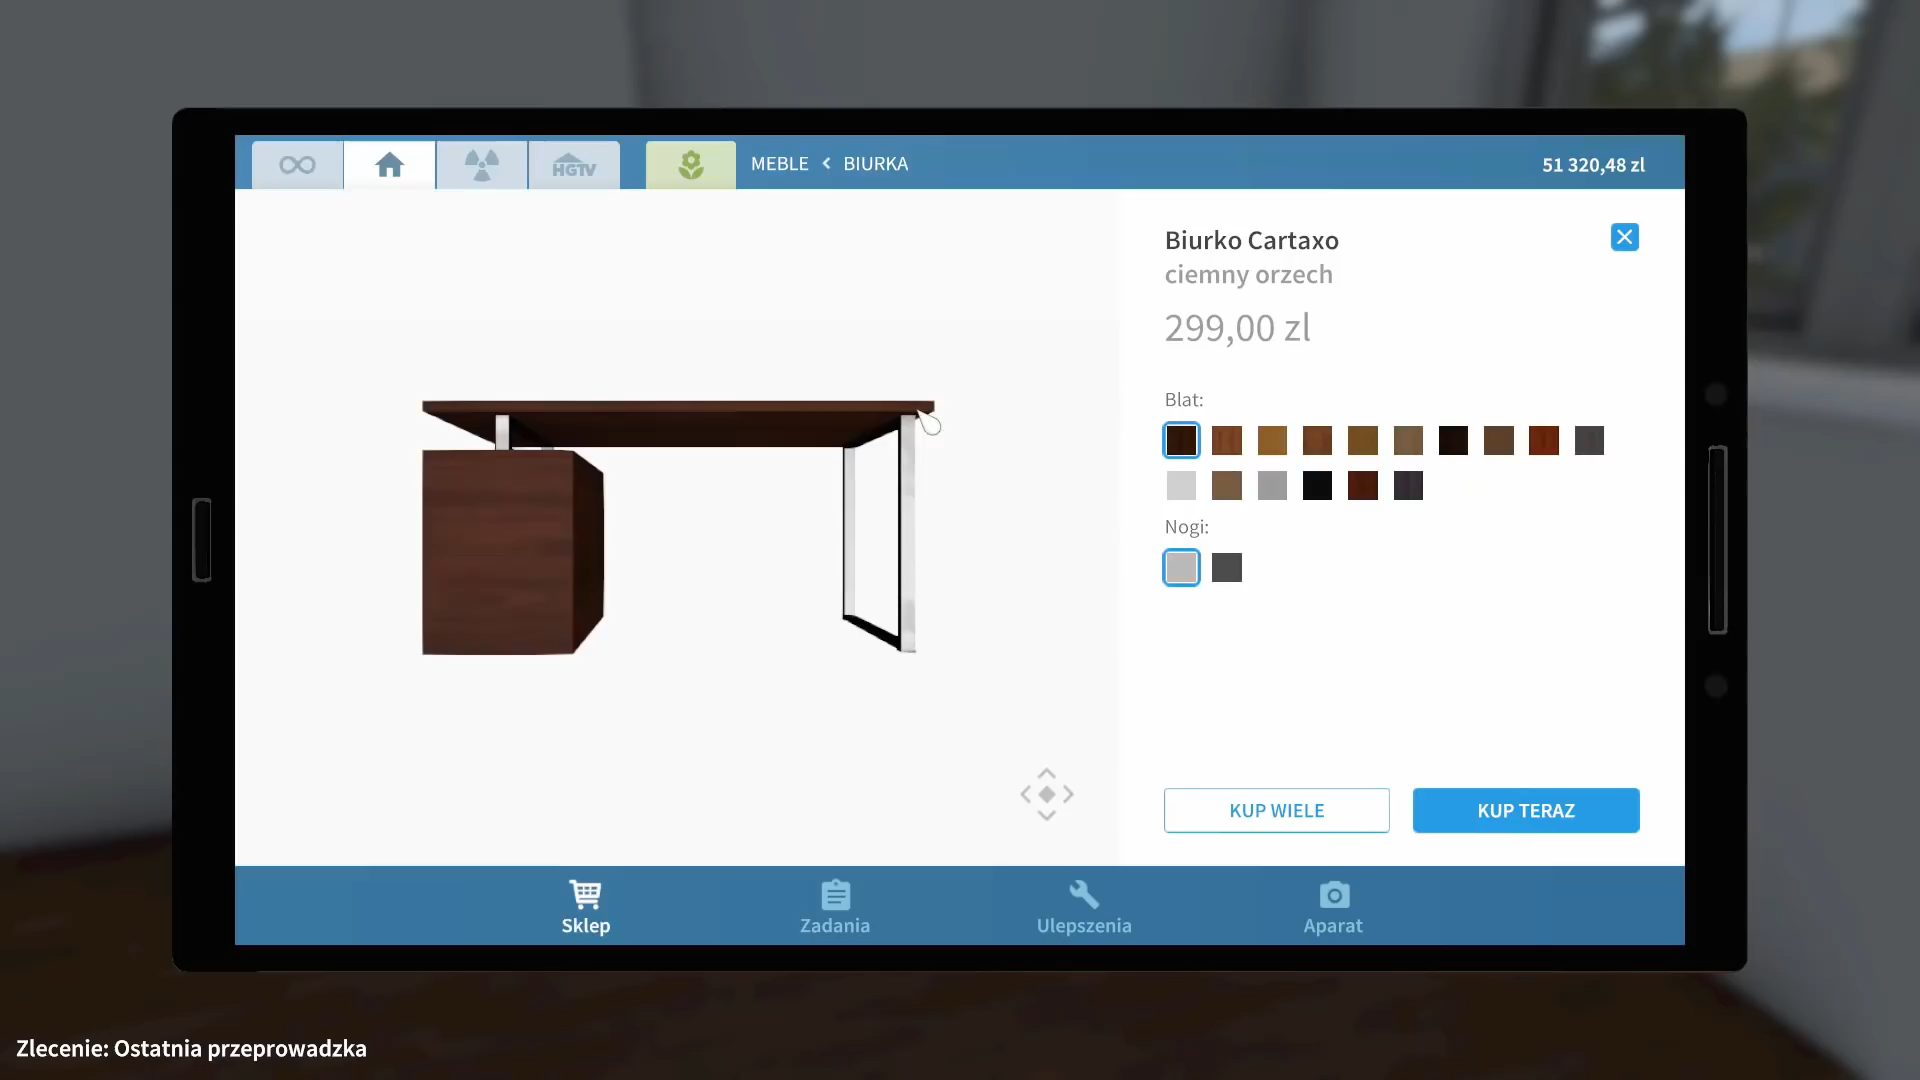 HGTV
MEBLE < BIURKA
51 320,48 zl
Biurko Cartaxo
ciemny orzech
299,00 zl
Blat:
Nogi:
KUP WIELE
KUP TERAZ
Sklep
Zadania
Ulepszenia
Aparat
Zlecenie: Ostatnia przeprowadzka